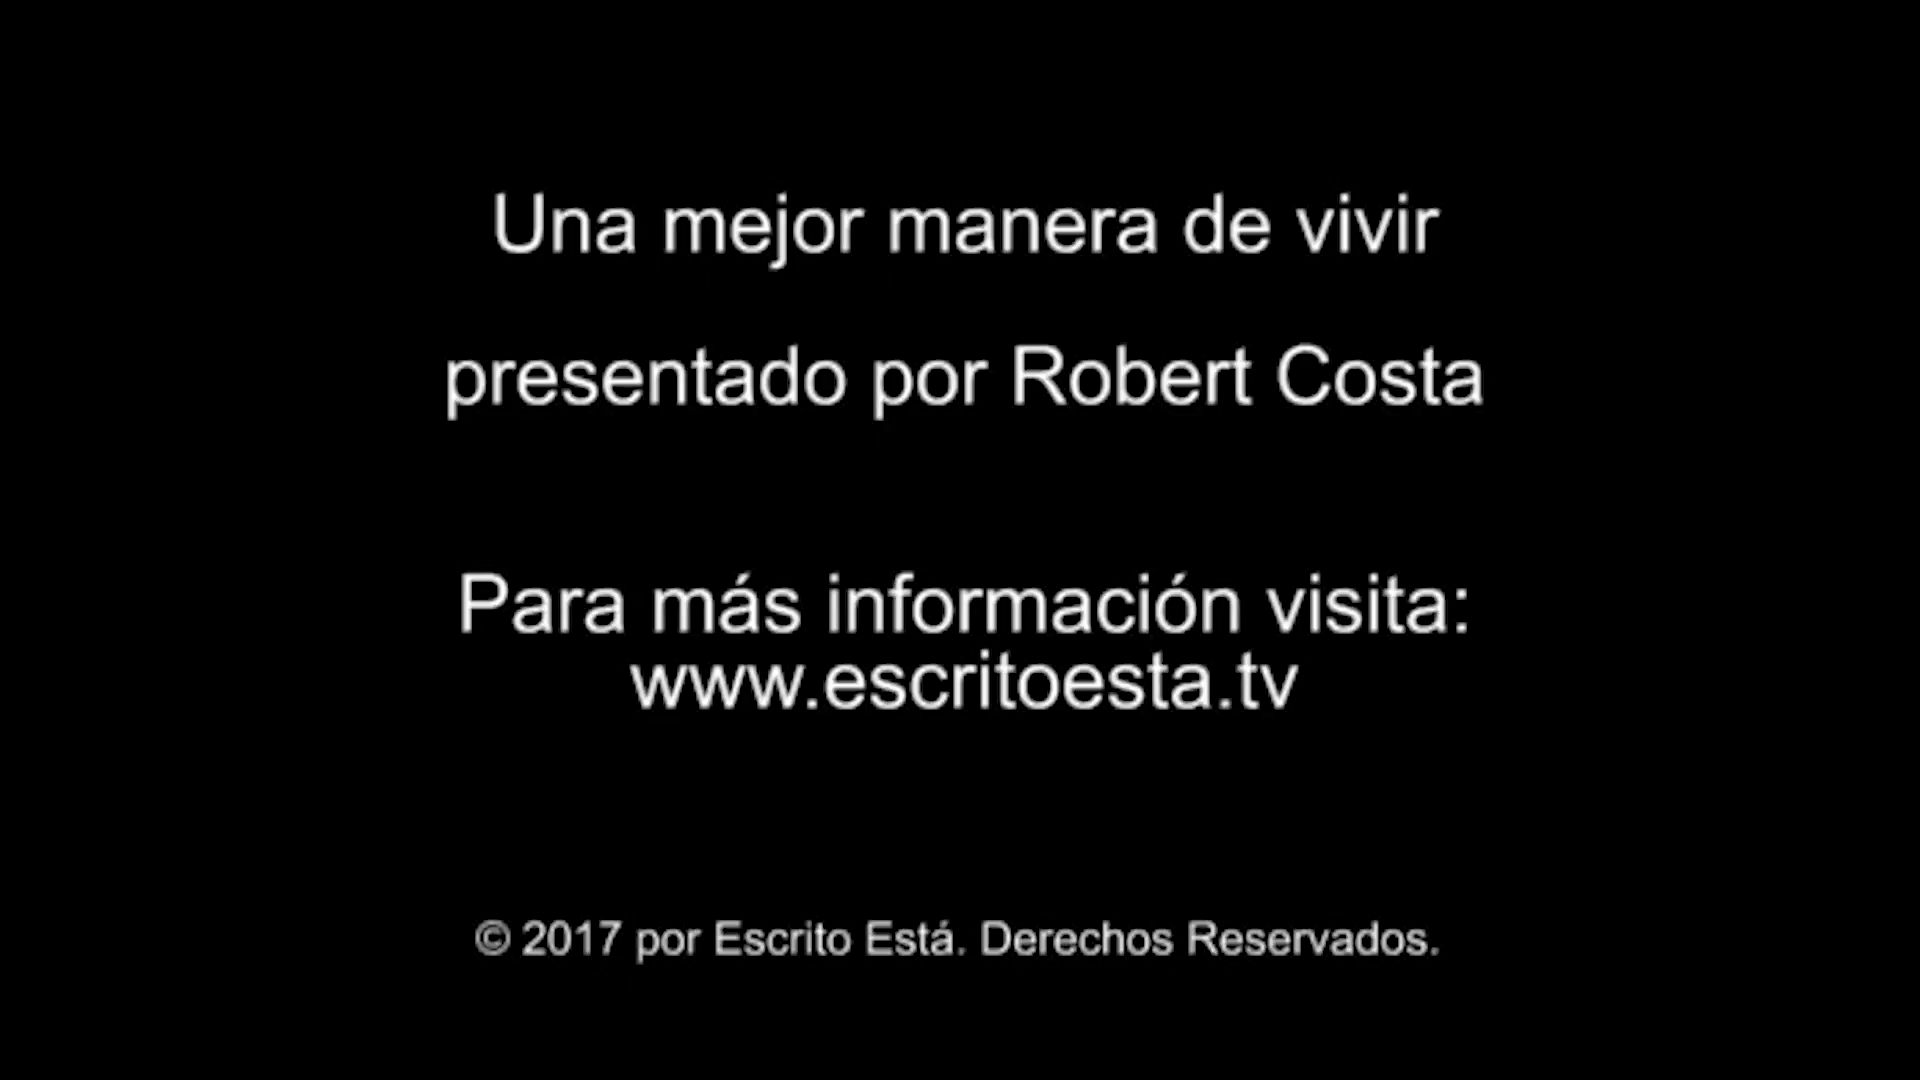 Una mejor manera de vivir
presentado por Robert Costa
Para más información visita:
www.escritoesta.tv
© 2017 por Escrito Está. Derechos Reservados.